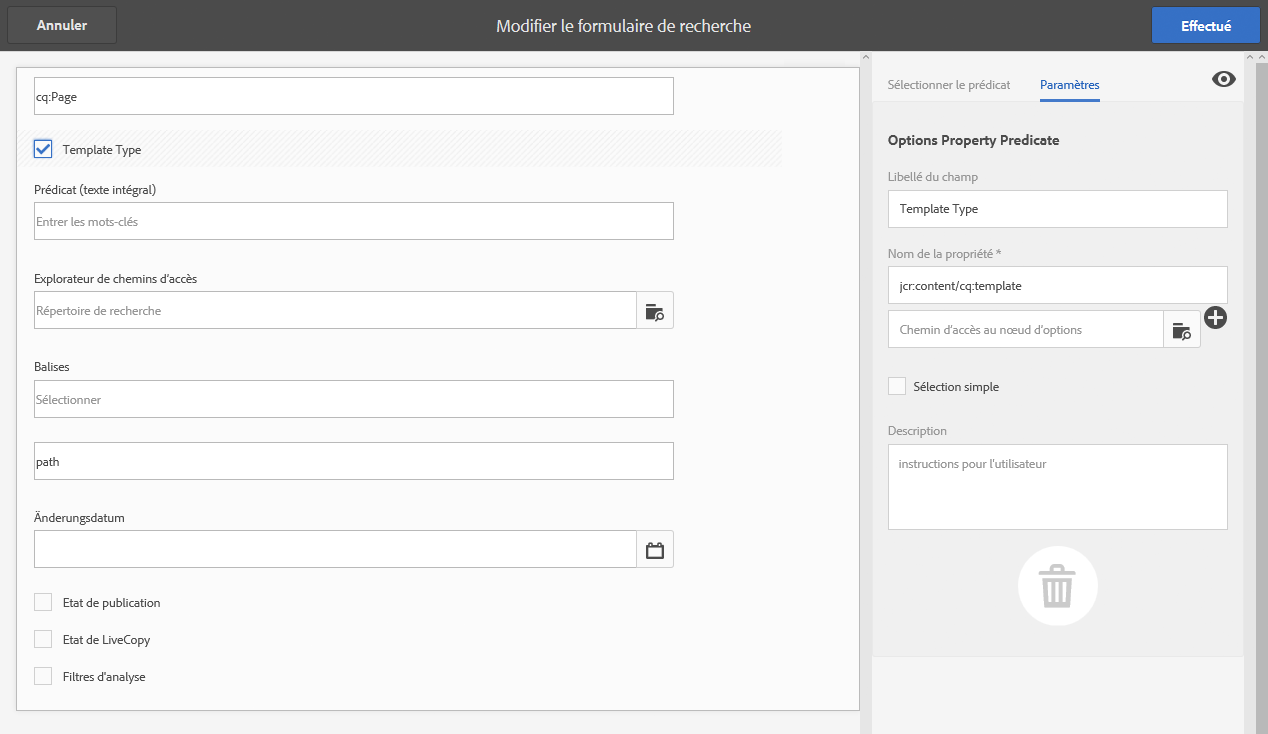 Annuler
Modifier le formulaire de recherche
Effectué
cq:Page
Template Type
Prédicat (texte intégral)
Entrer les mots-clés
Explorateur de chemins d'accès
Répertoire de recherche
Balises
Sélectionner
path
Änderungsdatum
Etat de publication
Etat de LiveCopy
Filtres d'analyse
Sélectionner le prédicat
Paramètres
Options Property Predicate
Libellé du champ
Template Type
Nom de la propriété *
jcr:content/cq:template
Chemin d'accès au nœud d'options
Sélection simple
Description
instructions pour l'utilisateur